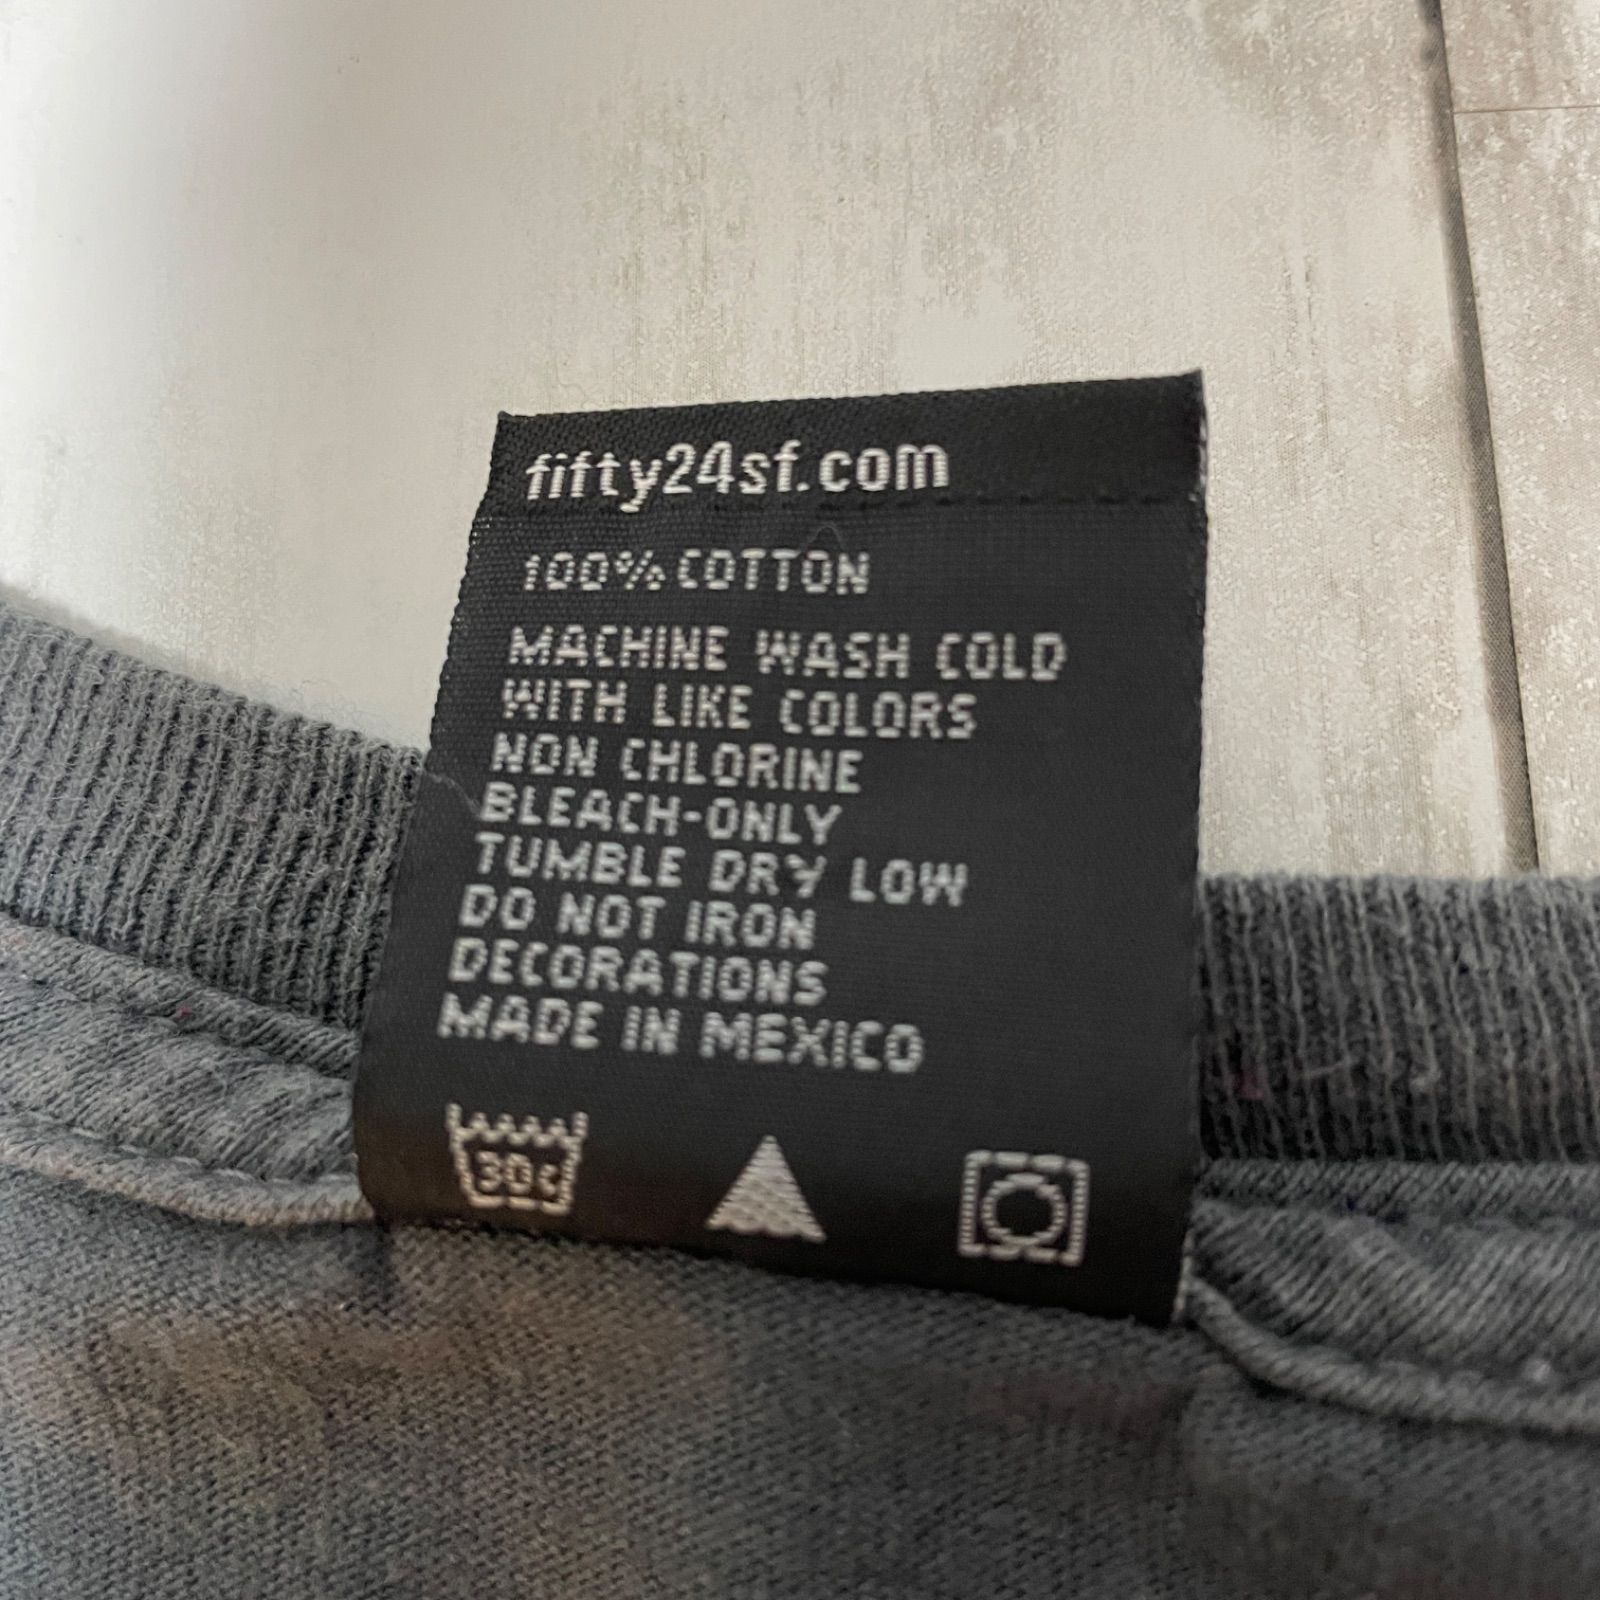 fifty24sf.com
100% COTTON
MACHINE WASH COLD
WITH LIKE COLORS
NON CHLORINE
BLEACH-ONLY
TUMBLE DRY LOW
DO NOT IRON
DECORATIONS
MADE IN MEXICO
30c